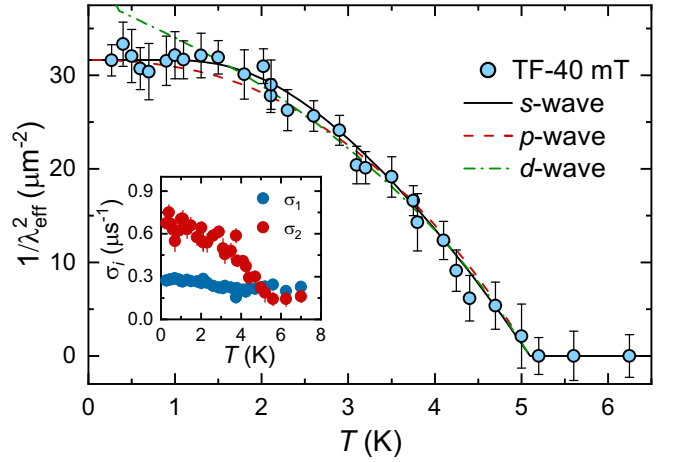 TF-40 mT
s-wave
p-wave
d-wave
30
20
10
0
1/λ²eff (μm⁻²)
0 1 2 3 4 5 6
T (K)
0.9
0.6
0.3
0.0
σi (μs⁻¹)
σ1
σ2
0 2 4 6 8
T (K)